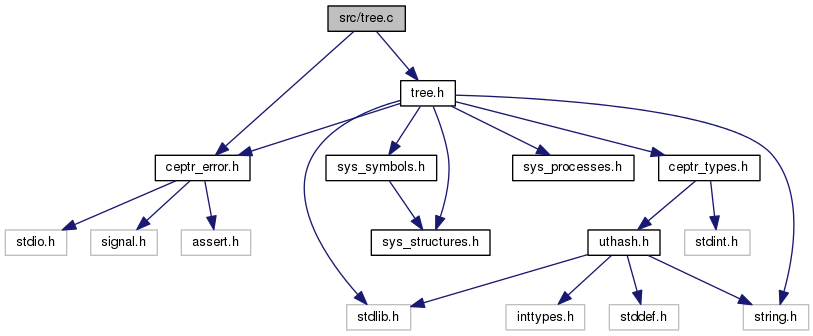 src/tree.c
tree.h
ceptr_error.h
sys_symbols.h
sys_processes.h
ceptr_types.h
stdio.h
signal.h
assert.h
sys_structures.h
uthash.h
stdint.h
stdlib.h
inttypes.h
stddef.h
string.h